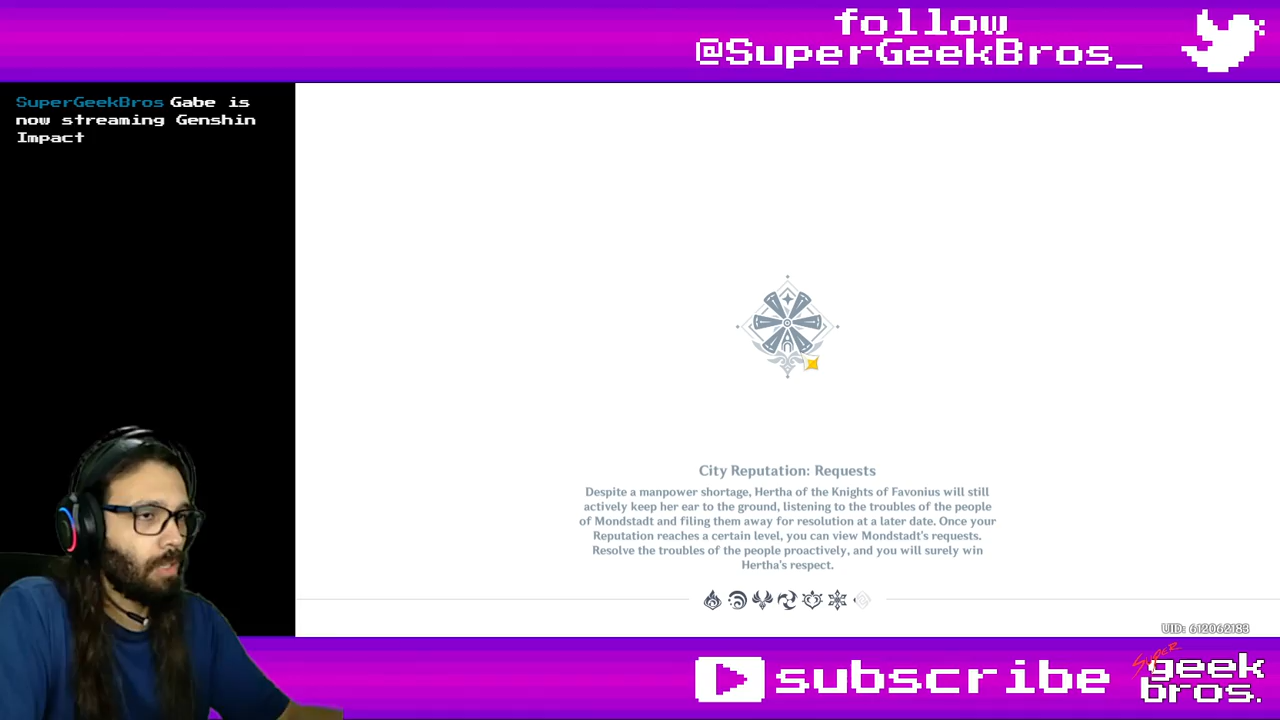 follow
@SuperGeekBros_
SuperGeekBros Gabe is
now streaming Genshin
Impact
City Reputation: Requests
Despite a manpower shortage, Hertha of the Knights of Favonius will still
actively keep her ear to the ground, listening to the troubles of the people
of Mondstadt and filing them away for resolution at a later date. Once your
Reputation reaches a certain level, you can view Mondstadt's requests.
Resolve the troubles of the people proactively, and you will surely win
Hertha's respect.
UID: 612062183
subscribe
SUPER
geek
bros.